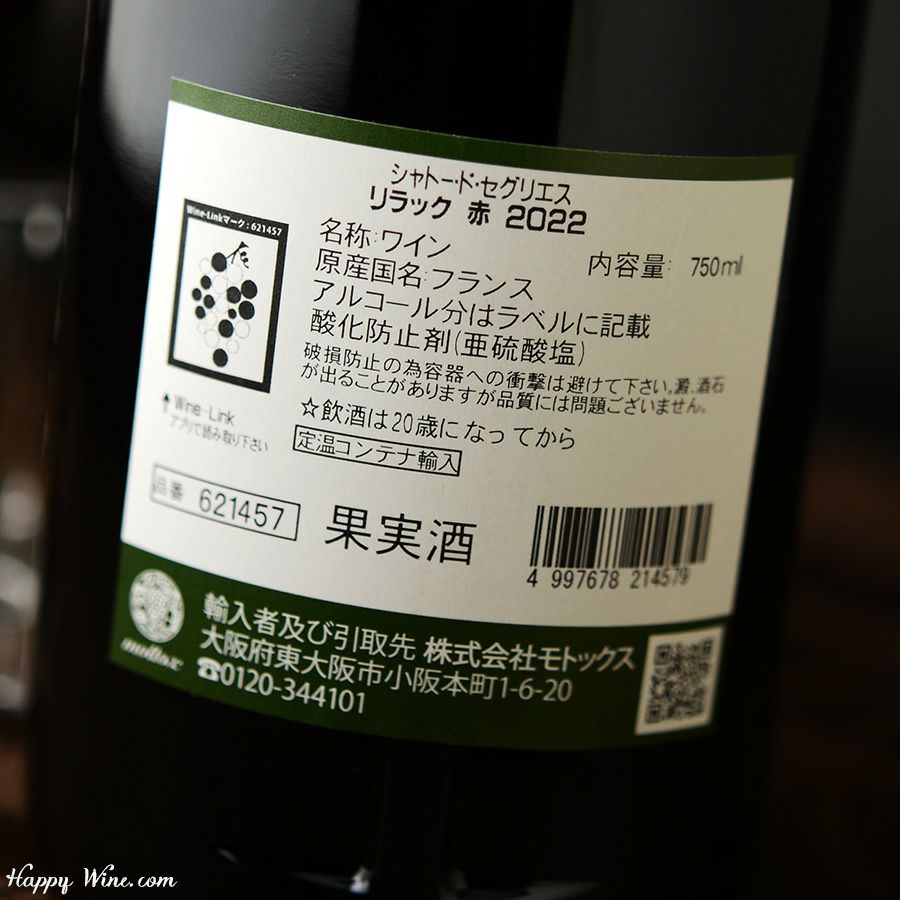 シャトー・ド・セグリエス
リラック 赤 2022
Wine-Linkマーク:621457
名称:ワイン
内容量: 750ml
原産国名:フランス
アルコール分はラベルに記載
酸化防止剤(亜硫酸塩)
破損防止の為容器への衝撃は避けて下さい。澱、酒石
が出ることがありますが品質には問題ございません。
☆飲酒は20歳になってから
定温コンテナ輸入
↑Wine-Link
アプリで読み取り下さい
品番 621457
果実酒
4 997678 214579
輸入者及び引取先 株式会社モトックス
大阪府東大阪市小阪本町1-6-20
☎0120-344101
mottox
Happy Wine.com